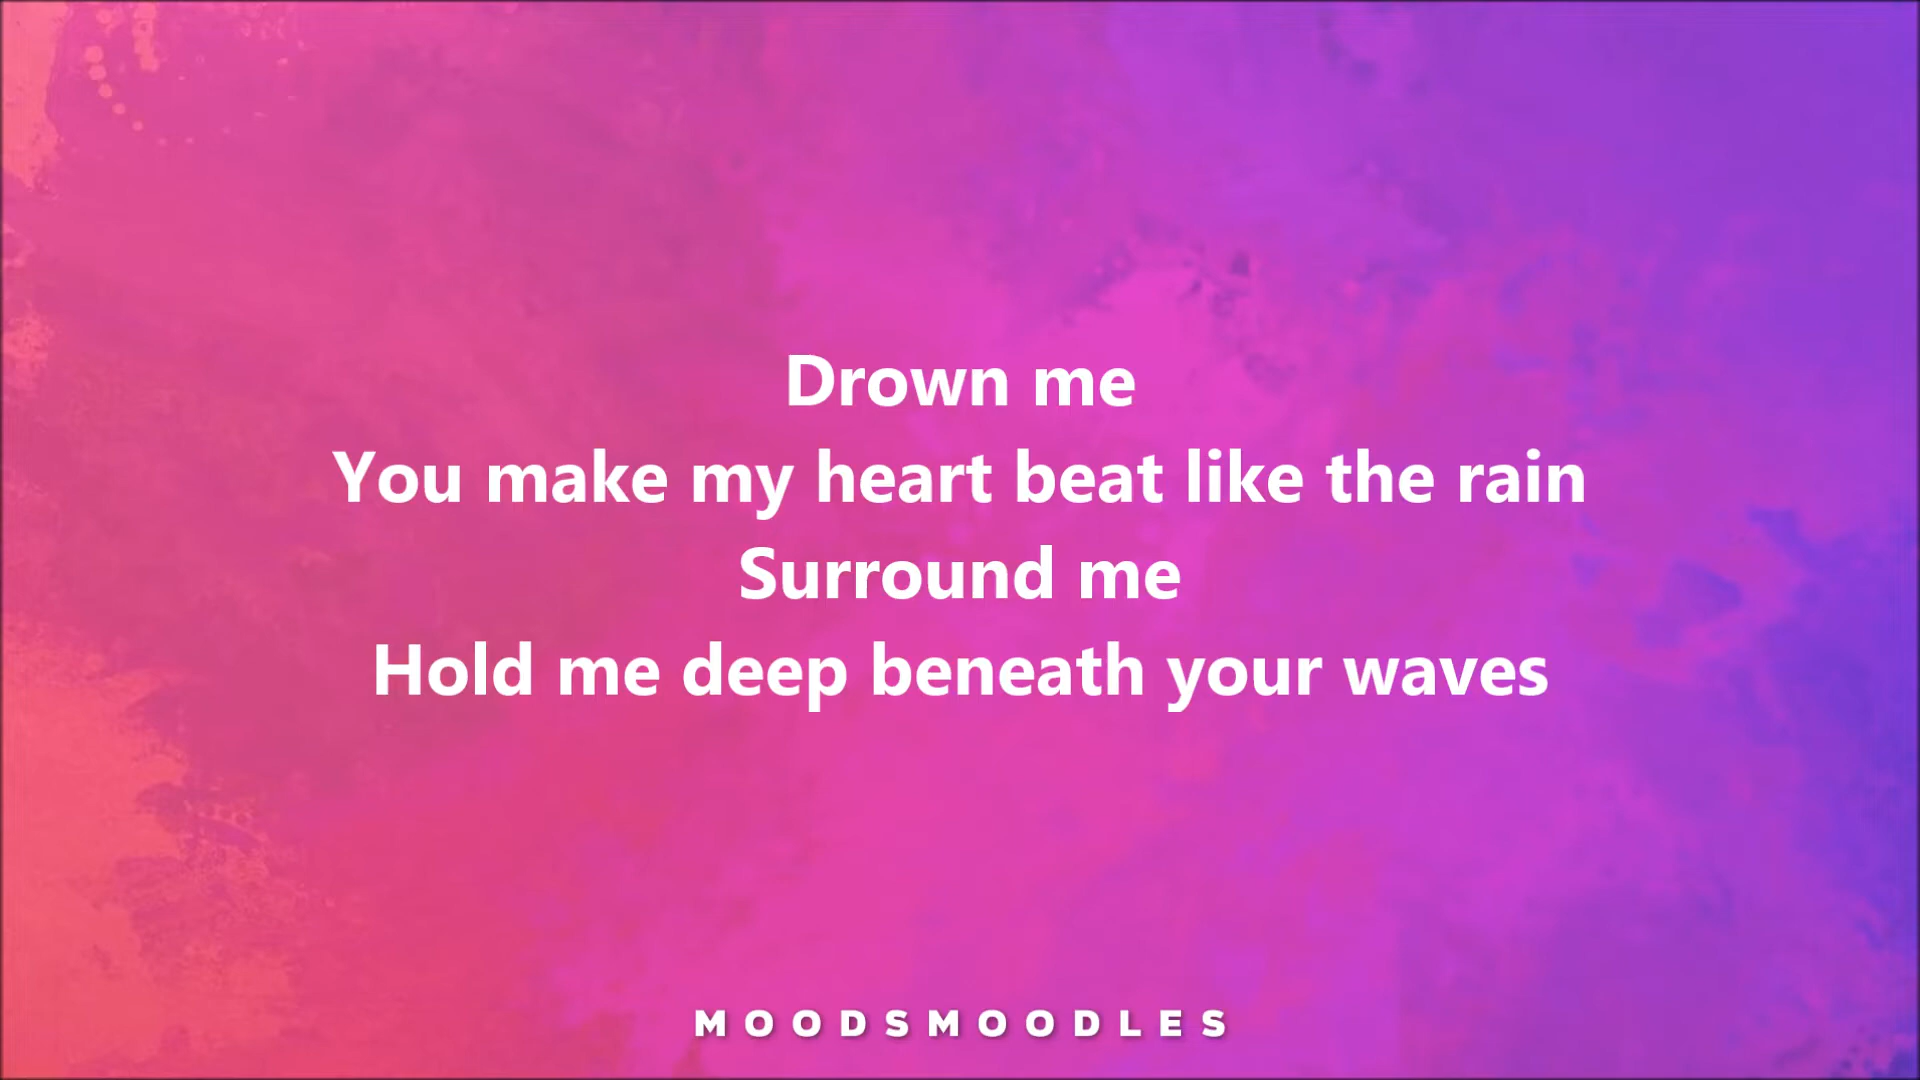 Drown me
You make my heart beat like the rain
Surround me
Hold me deep beneath your waves
MOODSMOODLES